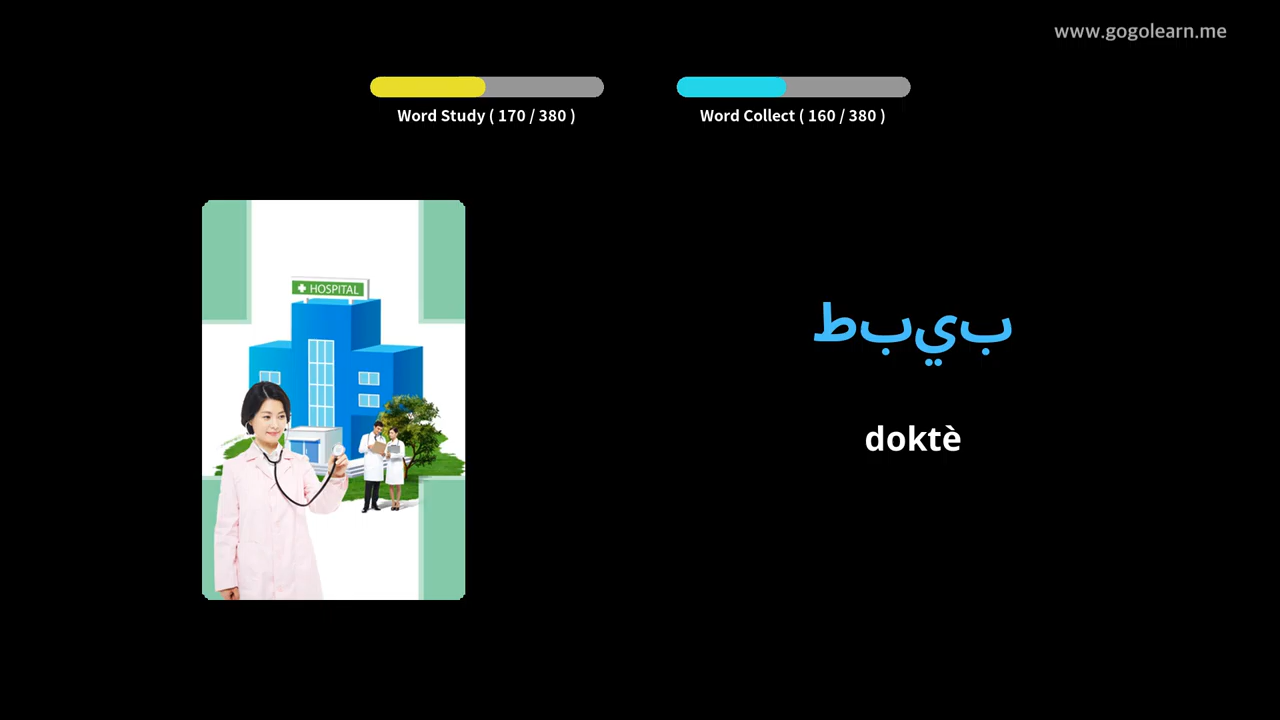 www.gogolearn.me
Word Study ( 170 / 380 )
Word Collect ( 160 / 380 )
HOSPITAL
طبيب
doktè